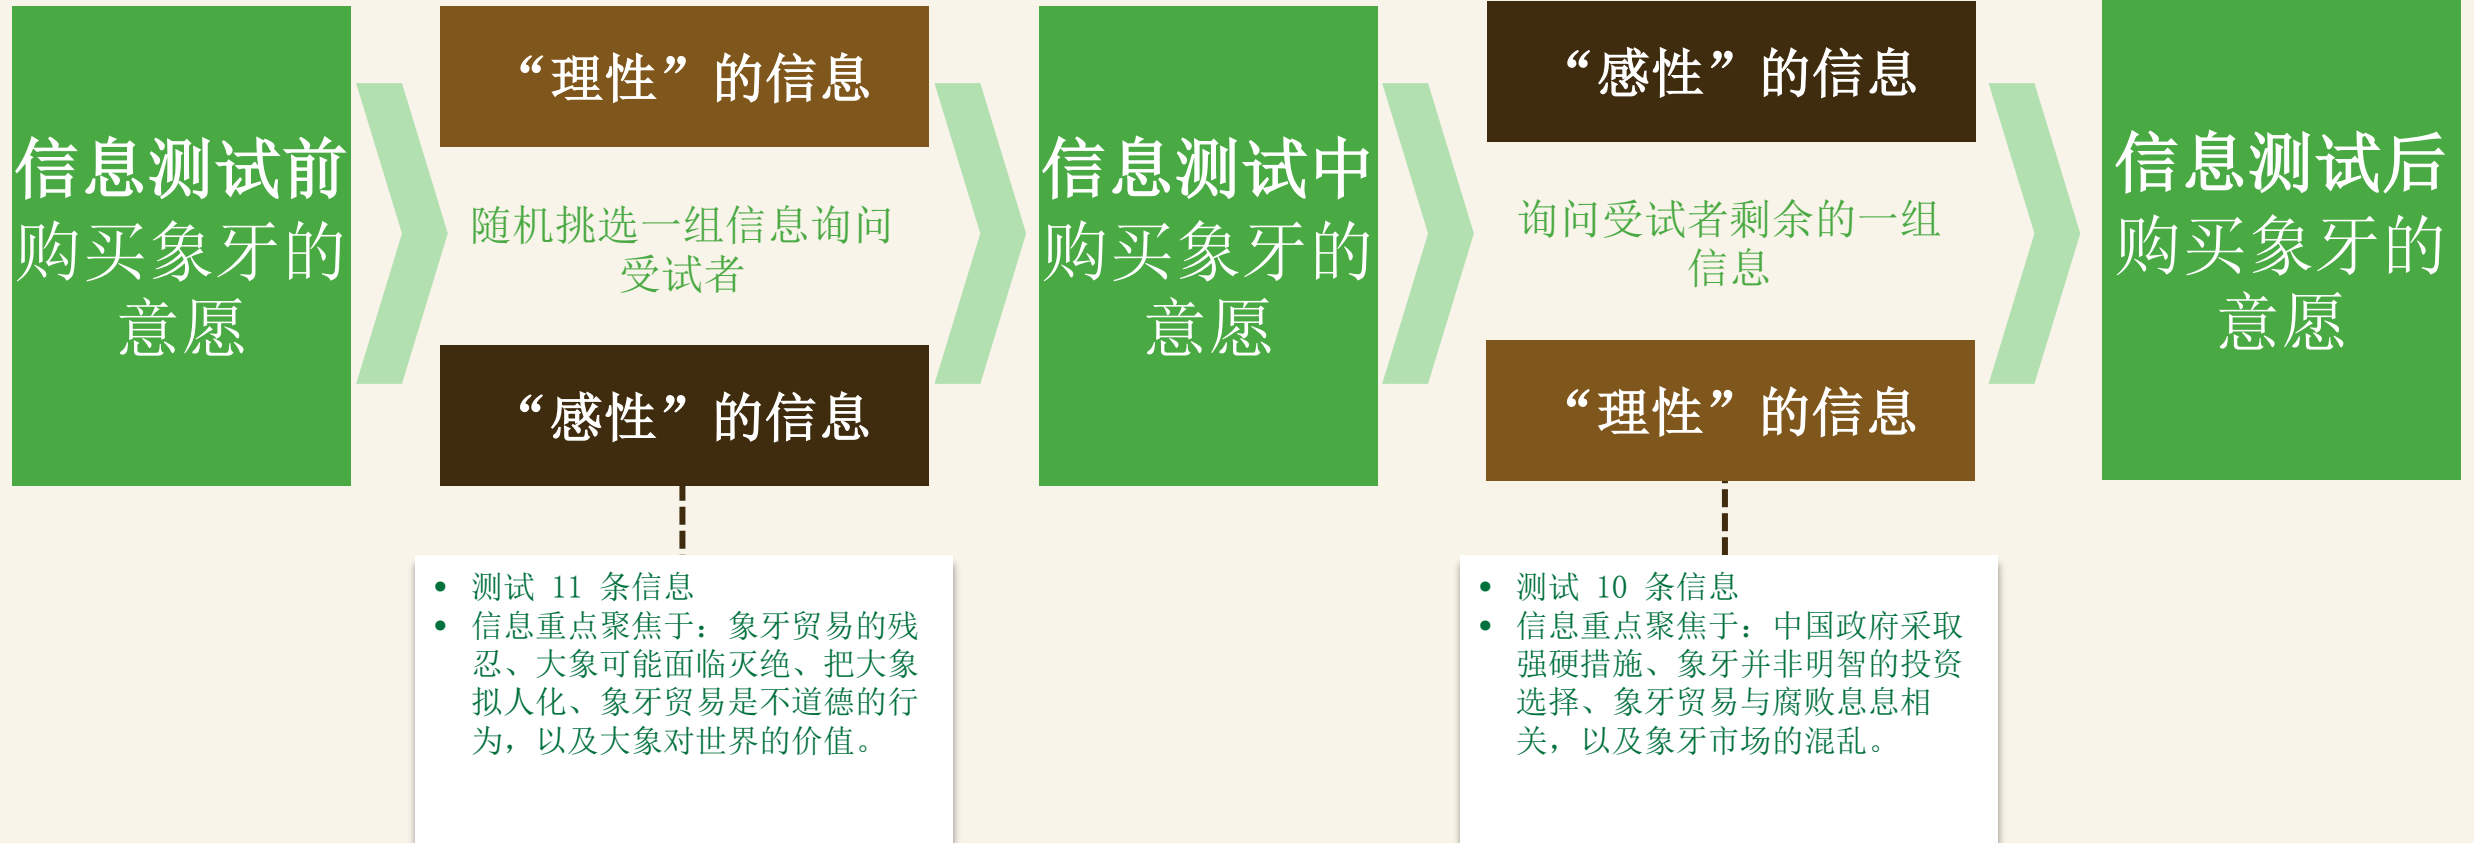 信息测试前
购买象牙的
意愿
“理性”的信息
随机挑选一组信息询问
受试者
“感性”的信息
• 测试 11 条信息
• 信息重点聚焦于：象牙贸易的残
忍、大象可能面临灭绝、把大象
拟人化、象牙贸易是不道德的行
为，以及大象对世界的价值。
信息测试中
购买象牙的
意愿
“感性”的信息
询问受试者剩余的一组
信息
“理性”的信息
• 测试 10 条信息
• 信息重点聚焦于：中国政府采取
强硬措施、象牙并非明智的投资
选择、象牙贸易与腐败息息相
关，以及象牙市场的混乱。
信息测试后
购买象牙的
意愿